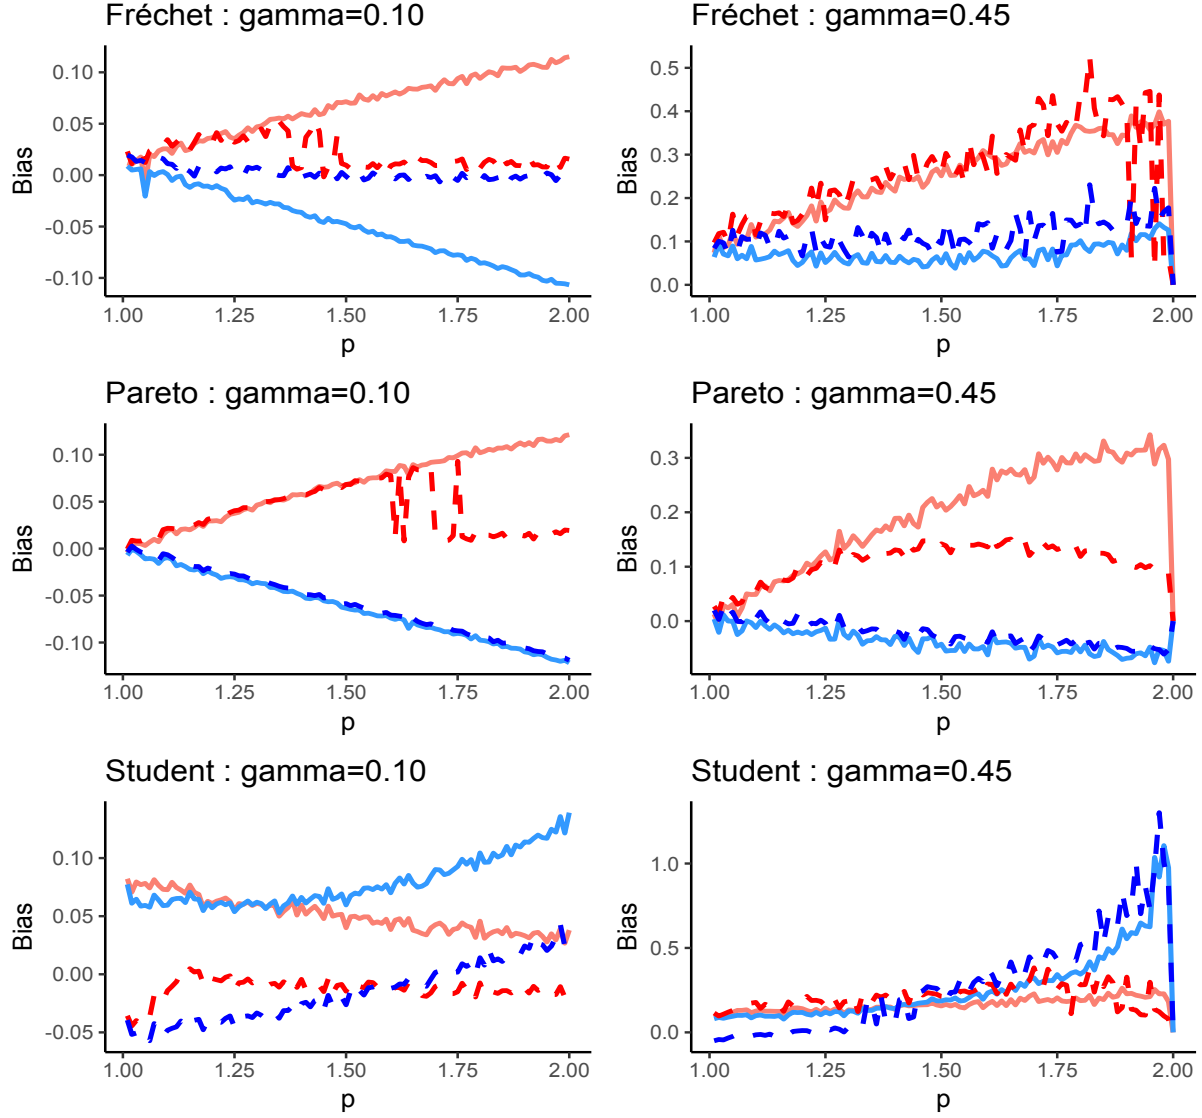 Fréchet : gamma=0.10
Bias
0.10
0.05
0.00
-0.05
-0.10
1.00 1.25 1.50 1.75 2.00
p
Fréchet : gamma=0.45
Bias
0.5
0.4
0.3
0.2
0.1
0.0
1.00 1.25 1.50 1.75 2.00
p
Pareto : gamma=0.10
Bias
0.10
0.05
0.00
-0.05
-0.10
1.00 1.25 1.50 1.75 2.00
p
Pareto : gamma=0.45
Bias
0.3
0.2
0.1
0.0
1.00 1.25 1.50 1.75 2.00
p
Student : gamma=0.10
Bias
0.10
0.05
0.00
-0.05
1.00 1.25 1.50 1.75 2.00
p
Student : gamma=0.45
Bias
1.0
0.5
0.0
1.00 1.25 1.50 1.75 2.00
p